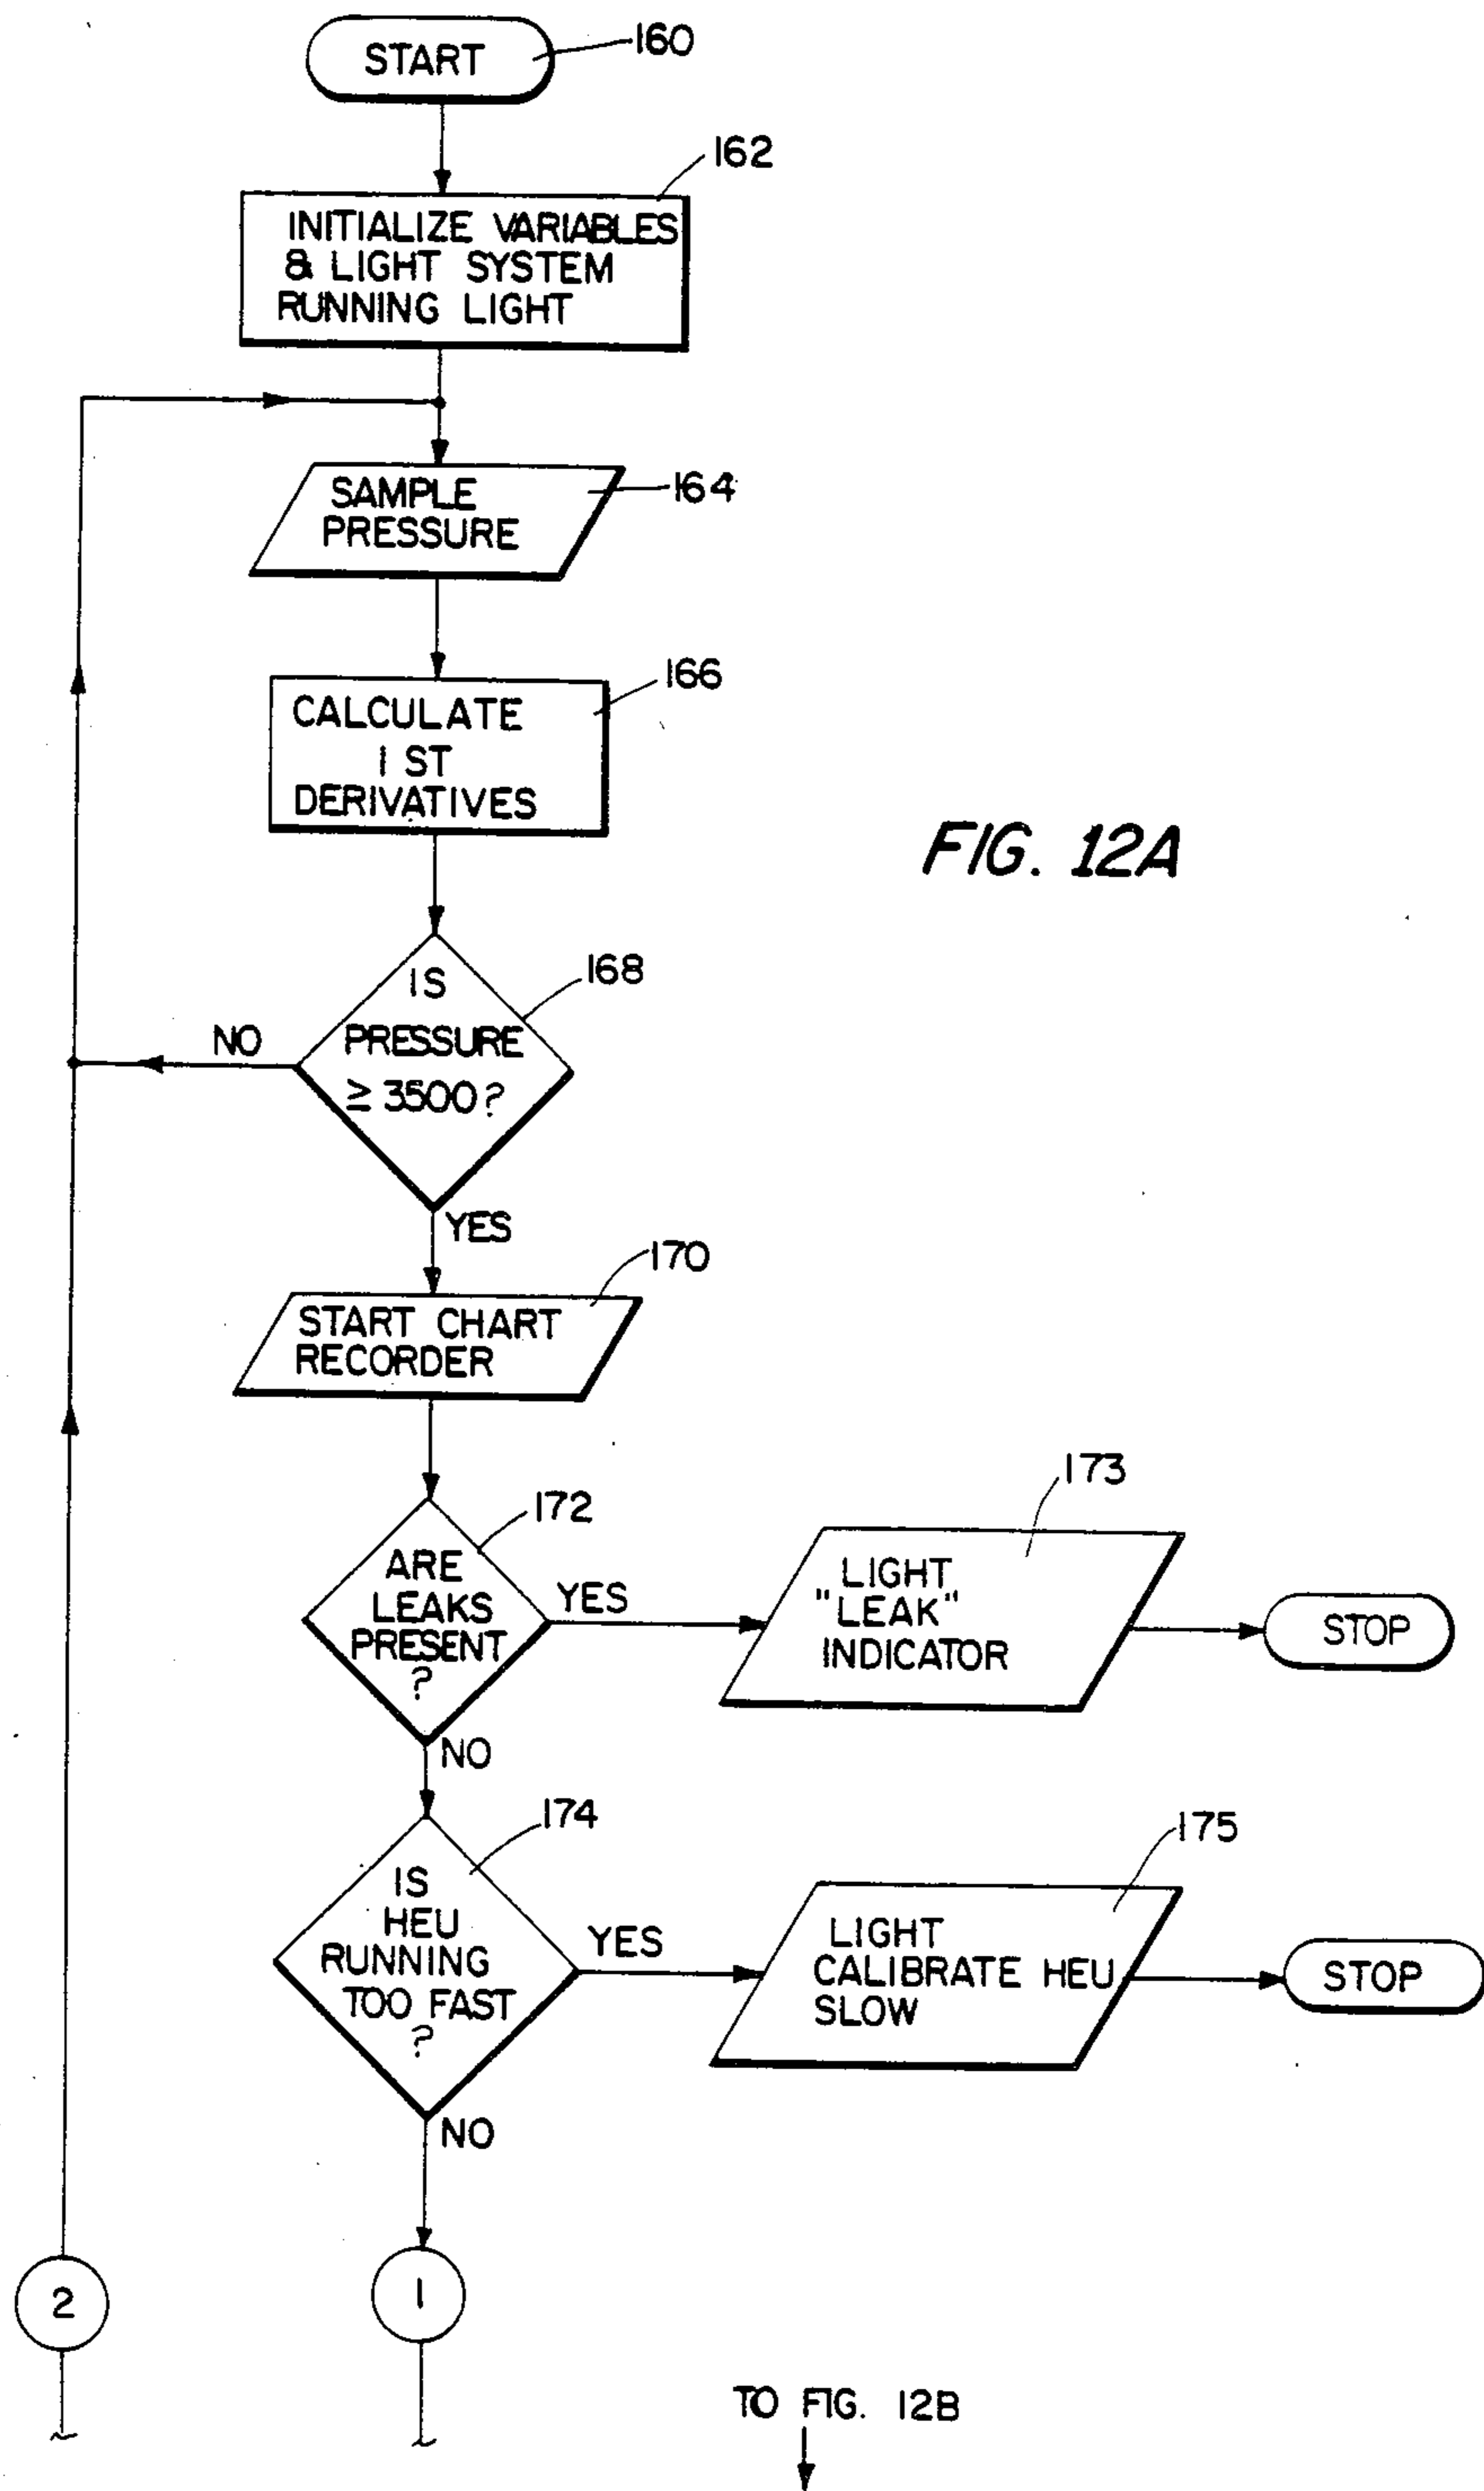 START
160
162
INITIALIZE VARIABLES
& LIGHT SYSTEM
RUNNING LIGHT
SAMPLE
PRESSURE
164
166
CALCULATE
1 ST
DERIVATIVES
FIG. 12A
168
IS
PRESSURE
≥ 3500?
NO
YES
170
START CHART
RECORDER
172
ARE
LEAKS
PRESENT
?
YES
173
LIGHT
"LEAK"
INDICATOR
STOP
NO
174
IS
HEU
RUNNING
TOO FAST
?
YES
175
LIGHT
CALIBRATE HEU
SLOW
STOP
NO
2
1
TO FIG. 12B